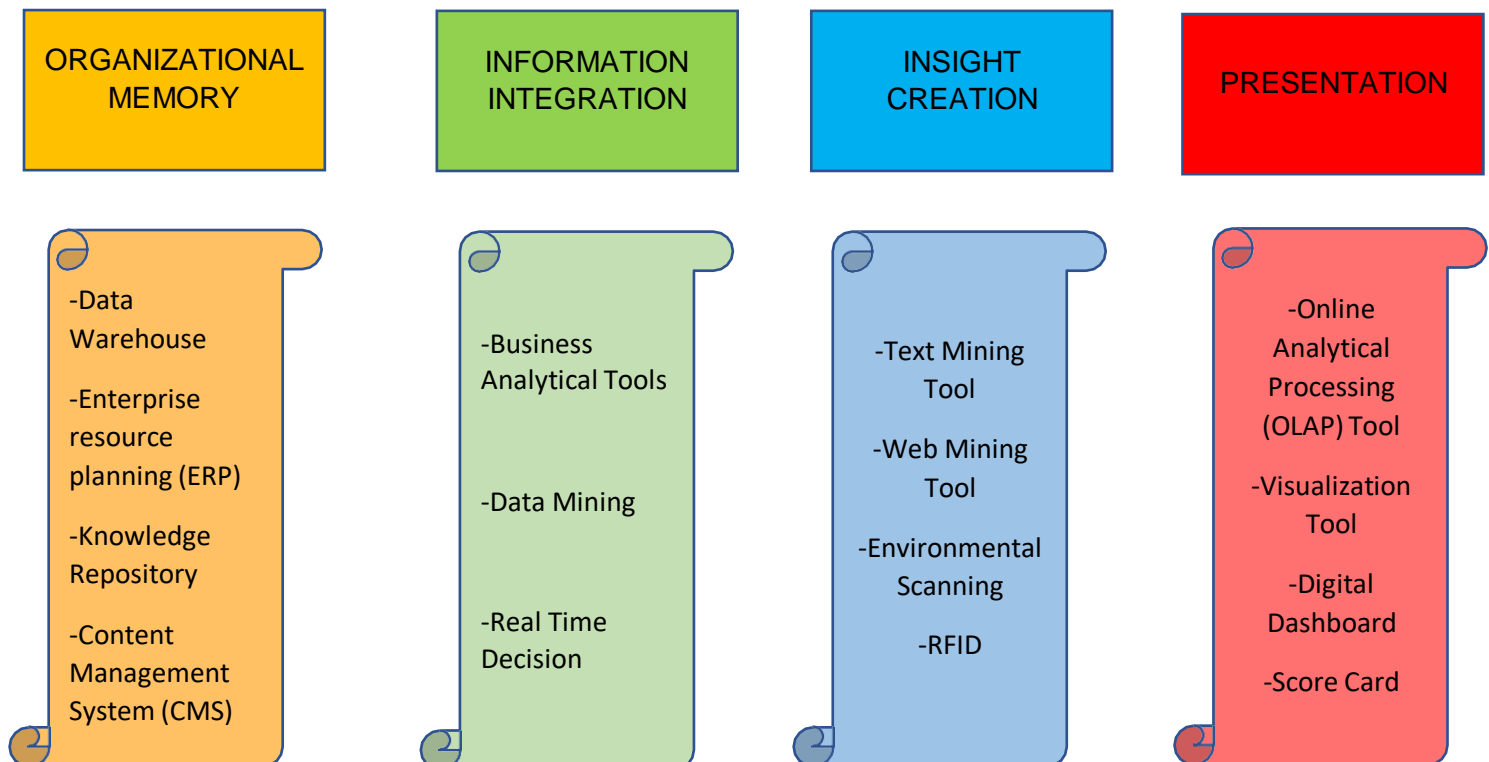 ORGANIZATIONAL
MEMORY
INFORMATION
INTEGRATION
INSIGHT
CREATION
PRESENTATION
-Data
Warehouse
-Enterprise
resource
planning (ERP)
-Knowledge
Repository
-Content
Management
System (CMS)
-Business
Analytical Tools
-Data Mining
-Real Time
Decision
-Text Mining
Tool
-Web Mining
Tool
-Environmental
Scanning
-RFID
-Online
Analytical
Processing
(OLAP) Tool
-Visualization
Tool
-Digital
Dashboard
-Score Card